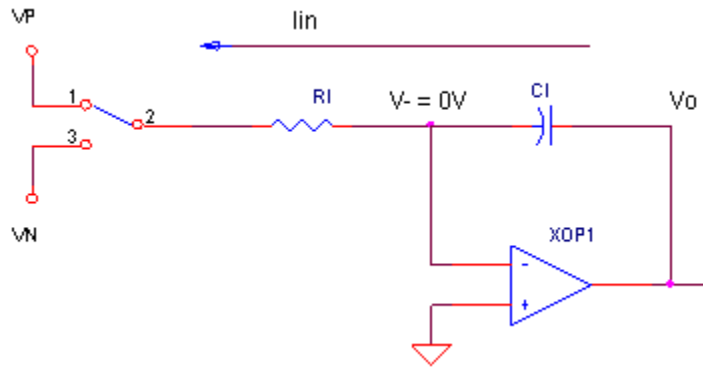 VP
Iin
1
2
3
RI
V- = 0V
CI
Vo
VN
XOP1
-
+